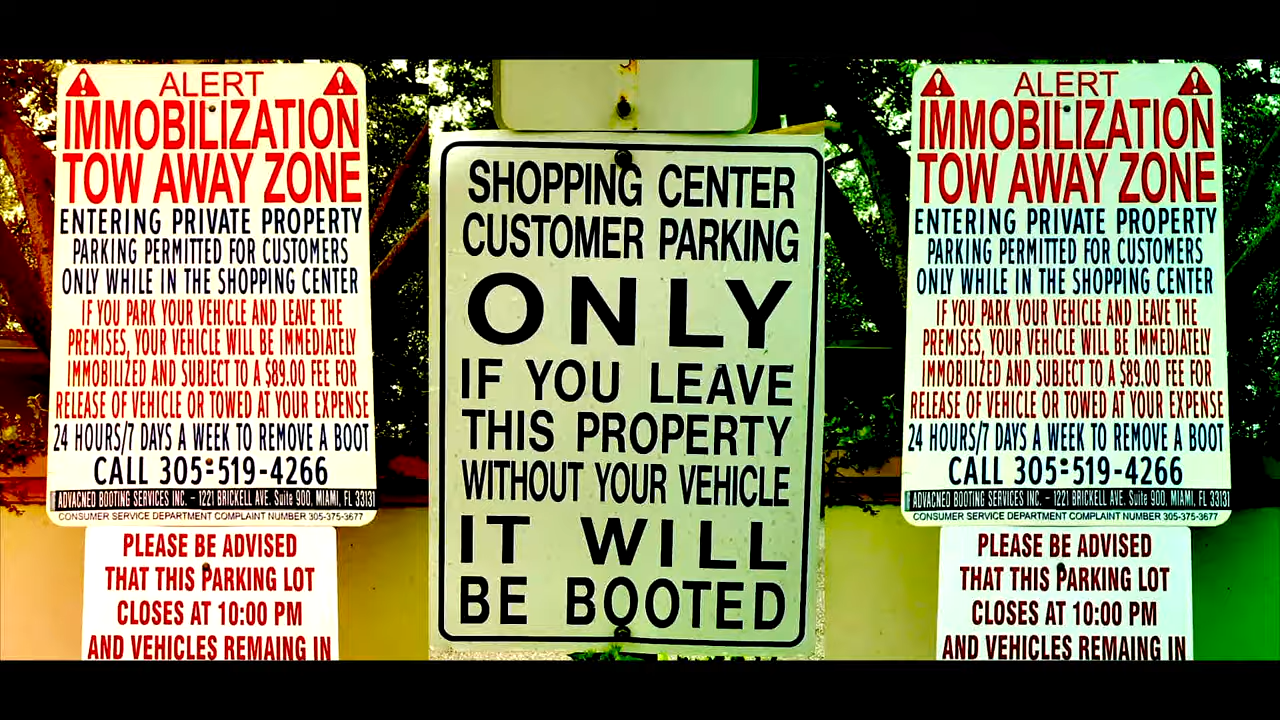 ALERT
IMMOBILIZATION
TOW AWAY ZONE
ENTERING PRIVATE PROPERTY
PARKING PERMITTED FOR CUSTOMERS
ONLY WHILE IN THE SHOPPING CENTER
IF YOU PARK YOUR VEHICLE AND LEAVE THE
PREMISES, YOUR VEHICLE WILL BE IMMEDIATELY
IMMOBILIZED AND SUBJECT TO A $89.00 FEE FOR
RELEASE OF VEHICLE OR TOWED AT YOUR EXPENSE
24 HOURS/7 DAYS A WEEK TO REMOVE A BOOT
CALL 305-519-4266
ADVACNED BOOTING SERVICES INC. - 1221 BRICKELL AVE. Suite 900, MIAMI, FL 33131
CONSUMER SERVICE DEPARTMENT COMPLAINT NUMBER 305-375-3677
PLEASE BE ADVISED
THAT THIS PARKING LOT
CLOSES AT 10:00 PM
AND VEHICLES REMAING IN
SHOPPING CENTER
CUSTOMER PARKING
ONLY
IF YOU LEAVE
THIS PROPERTY
WITHOUT YOUR VEHICLE
IT WILL
BE BOOTED
ALERT
IMMOBILIZATION
TOW AWAY ZONE
ENTERING PRIVATE PROPERTY
PARKING PERMITTED FOR CUSTOMERS
ONLY WHILE IN THE SHOPPING CENTER
IF YOU PARK YOUR VEHICLE AND LEAVE THE
PREMISES, YOUR VEHICLE WILL BE IMMEDIATELY
IMMOBILIZED AND SUBJECT TO A $89.00 FEE FOR
RELEASE OF VEHICLE OR TOWED AT YOUR EXPENSE
24 HOURS/7 DAYS A WEEK TO REMOVE A BOOT
CALL 305-519-4266
ADVACNED BOOTING SERVICES INC. - 1221 BRICKELL AVE. Suite 900, MIAMI, FL 33131
CONSUMER SERVICE DEPARTMENT COMPLAINT NUMBER 305-375-3677
PLEASE BE ADVISED
THAT THIS PARKING LOT
CLOSES AT 10:00 PM
AND VEHICLES REMAING IN